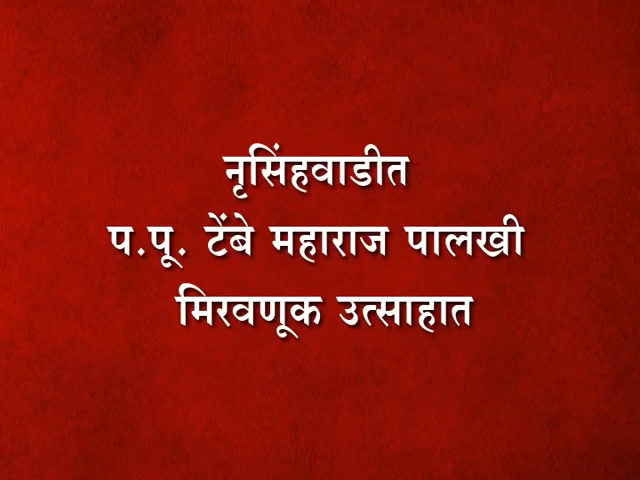 नृसिंहवाडीत
प.पू. टेंबे महाराज पालखी
मिरवणूक उत्साहात